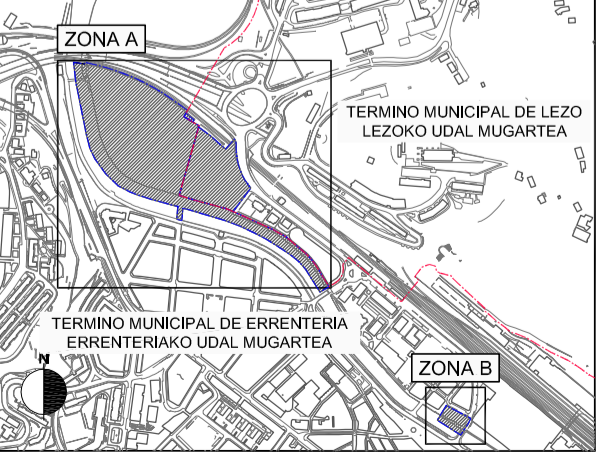 ZONA A
TERMINO MUNICIPAL DE LEZO
LEZOKO UDAL MUGARTEA
TERMINO MUNICIPAL DE ERRENTERIA
ERRENTERIAKO UDAL MUGARTEA
N
ZONA B